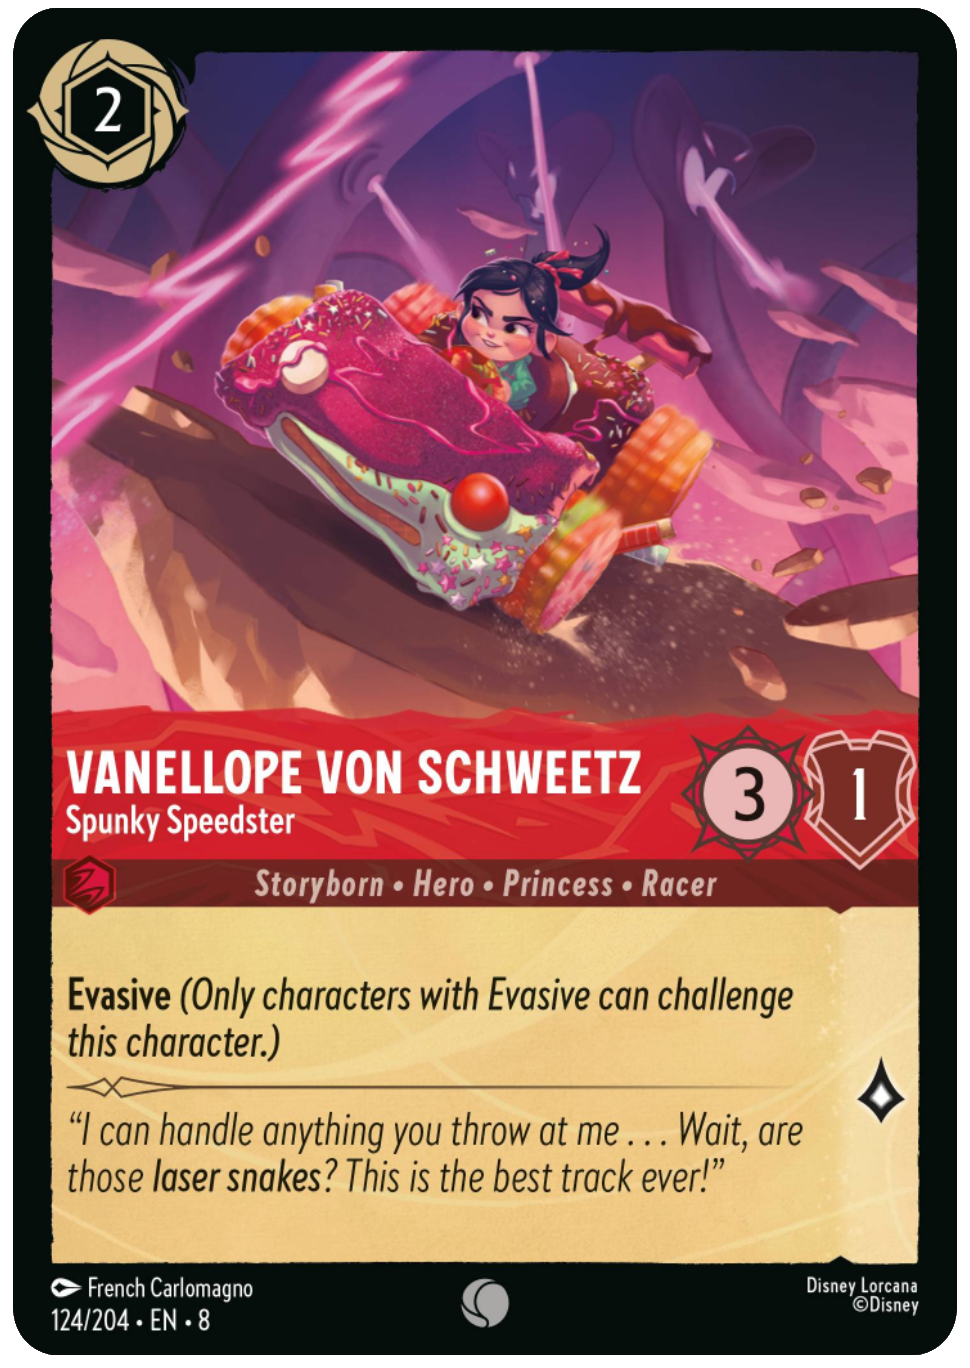 2
VANELLOPE VON SCHWEETZ
Spunky Speedster
3
1
Storyborn • Hero • Princess • Racer
Evasive (Only characters with Evasive can challenge
this character.)
“I can handle anything you throw at me . . . Wait, are
those laser snakes? This is the best track ever!”
French Carlomagno
124/204 • EN • 8
Disney Lorcana
©Disney